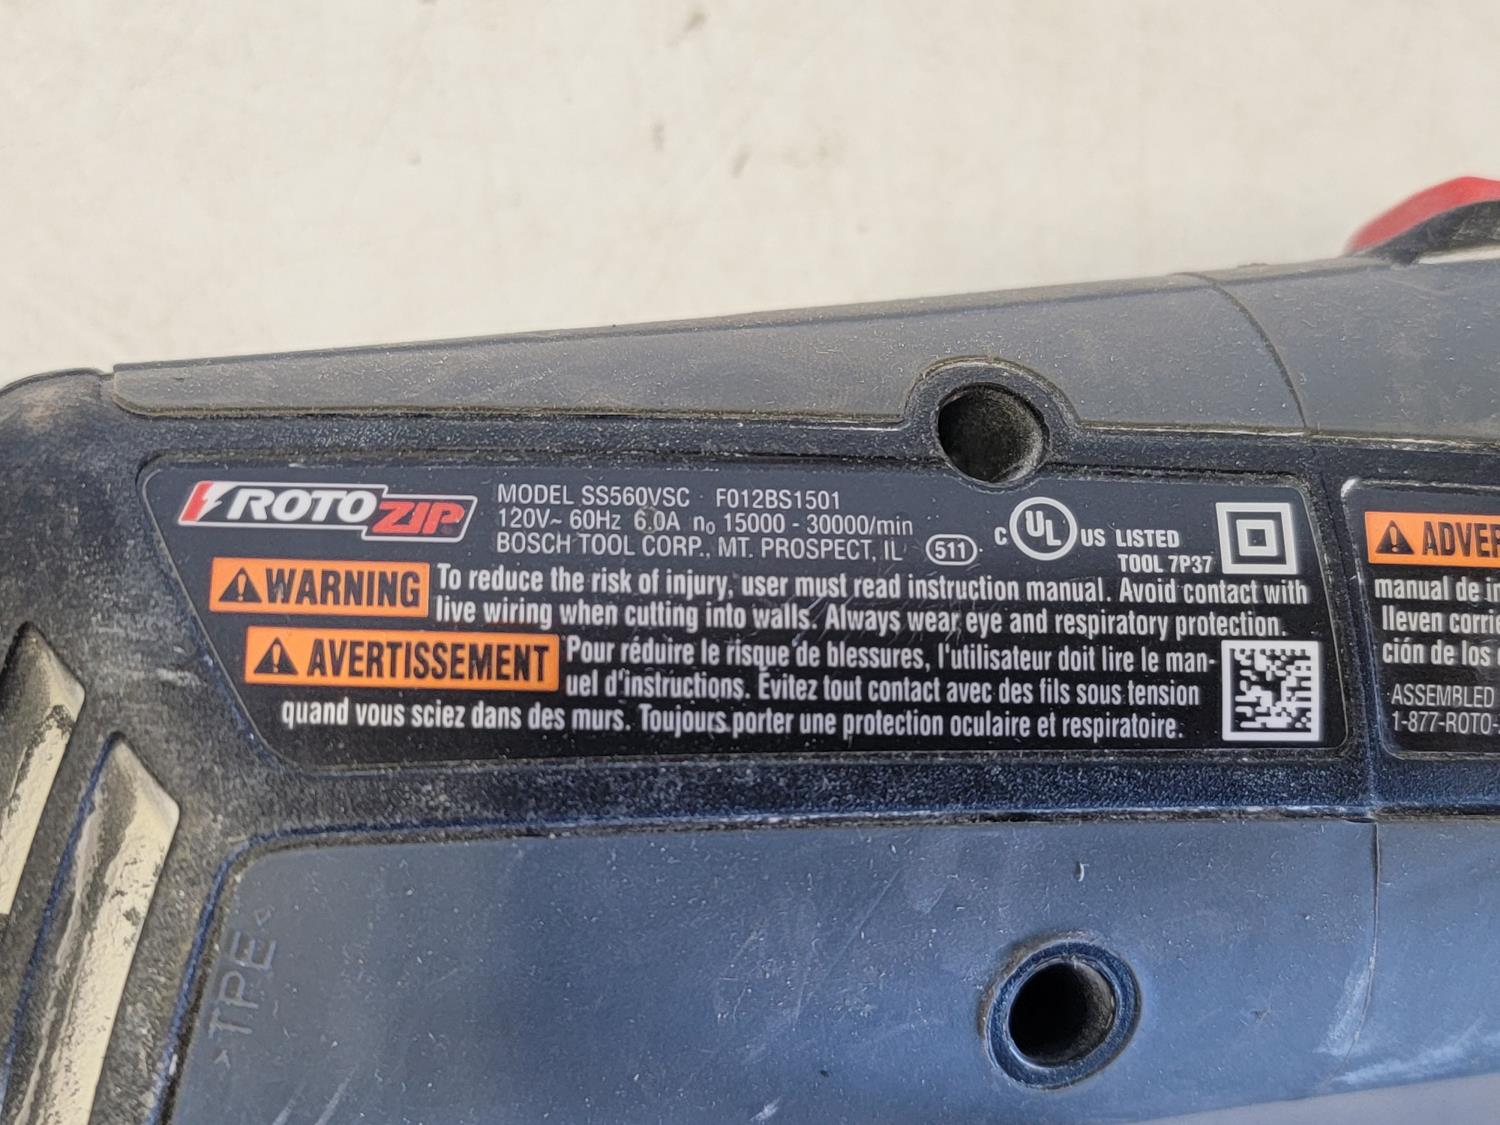 ROTOZIP
MODEL SS560VSC F012BS1501
120V~ 60Hz 6.0A n₀ 15000 - 30000/min
BOSCH TOOL CORP., MT. PROSPECT, IL
511
C UL US LISTED
TOOL 7P37
WARNING To reduce the risk of injury, user must read instruction manual. Avoid contact with
live wiring when cutting into walls. Always wear eye and respiratory protection.
AVERTISSEMENT Pour réduire le risque de blessures, l'utilisateur doit lire le man-
uel d'instructions. Évitez tout contact avec des fils sous tension
quand vous sciez dans des murs. Toujours porter une protection oculaire et respiratoire.
ADVER
manual de in
lleven corrie
ción de los
ASSEMBLED
1-877-ROTO-
>TPE<